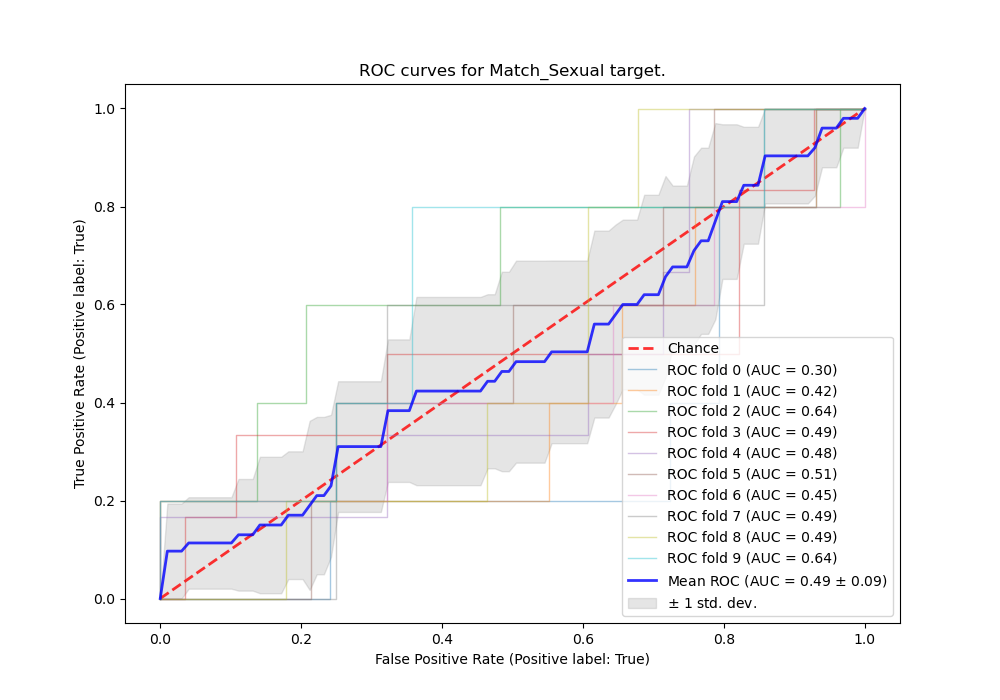 ROC curves for Match_Sexual target.
True Positive Rate (Positive label: True)
1.0
0.8
0.6
0.4
0.2
0.0
0.0 0.2 0.4 0.6 0.8 1.0
False Positive Rate (Positive label: True)
Chance
ROC fold 0 (AUC = 0.30)
ROC fold 1 (AUC = 0.42)
ROC fold 2 (AUC = 0.64)
ROC fold 3 (AUC = 0.49)
ROC fold 4 (AUC = 0.48)
ROC fold 5 (AUC = 0.51)
ROC fold 6 (AUC = 0.45)
ROC fold 7 (AUC = 0.49)
ROC fold 8 (AUC = 0.49)
ROC fold 9 (AUC = 0.64)
Mean ROC (AUC = 0.49 ± 0.09)
± 1 std. dev.